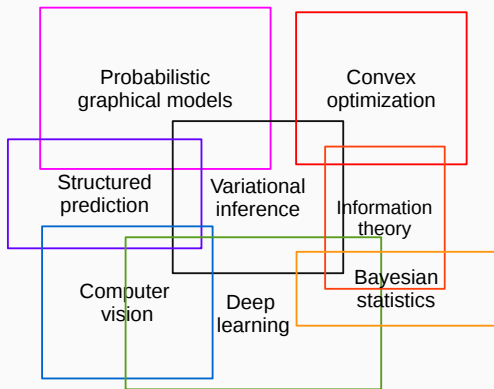 Probabilistic
graphical models
Convex
optimization
Structured
prediction
Variational
inference
Information
theory
Computer
vision
Deep
learning
Bayesian
statistics